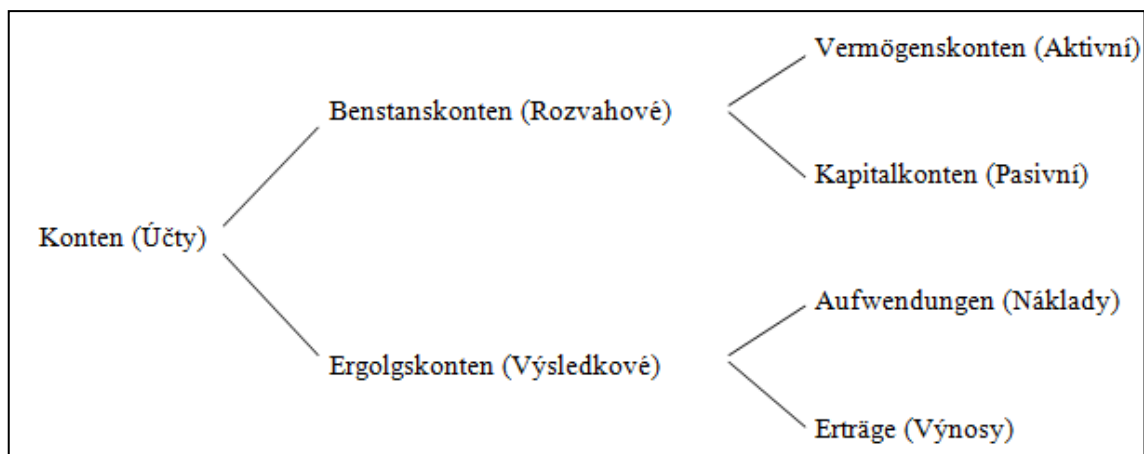 Konten (Účty)
Benstanskonten (Rozvahové)
Vermögenskonten (Aktivní)
Kapitalkonten (Pasivní)
Ergolgskonten (Výsledkové)
Aufwendungen (Náklady)
Erträge (Výnosy)